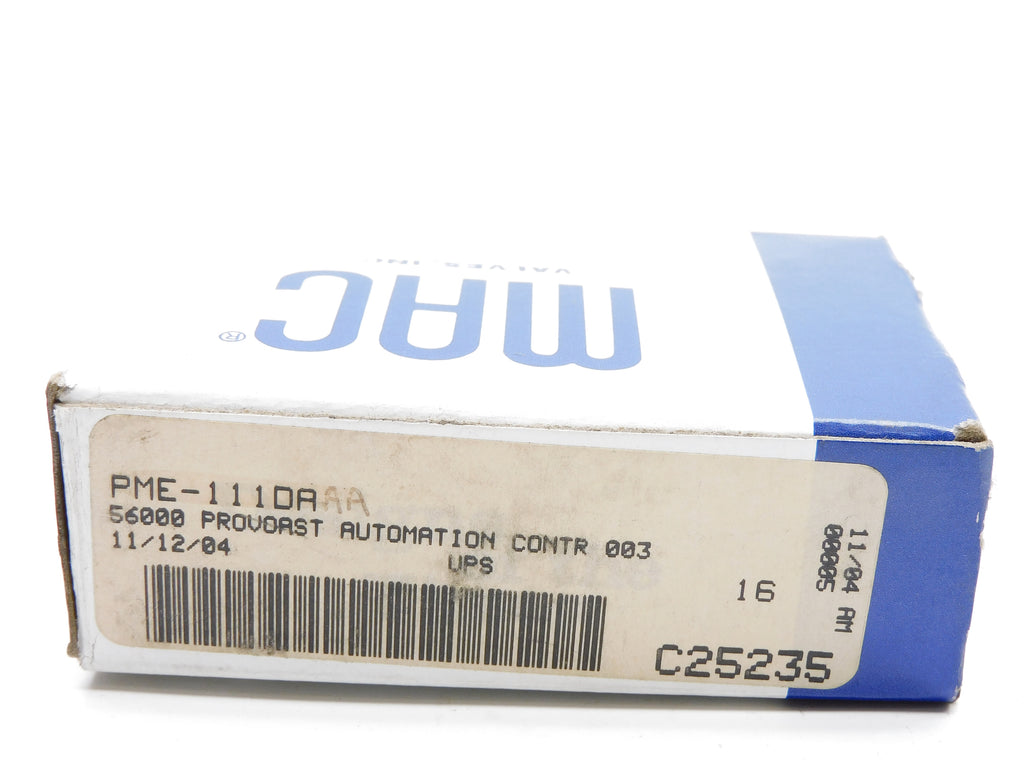 VALVES, INC
MAC®
PME-111DAAA
56000 PROVOAST AUTOMATION CONTR 003
11/12/04
UPS
16
C25235
11/04 AM
00005